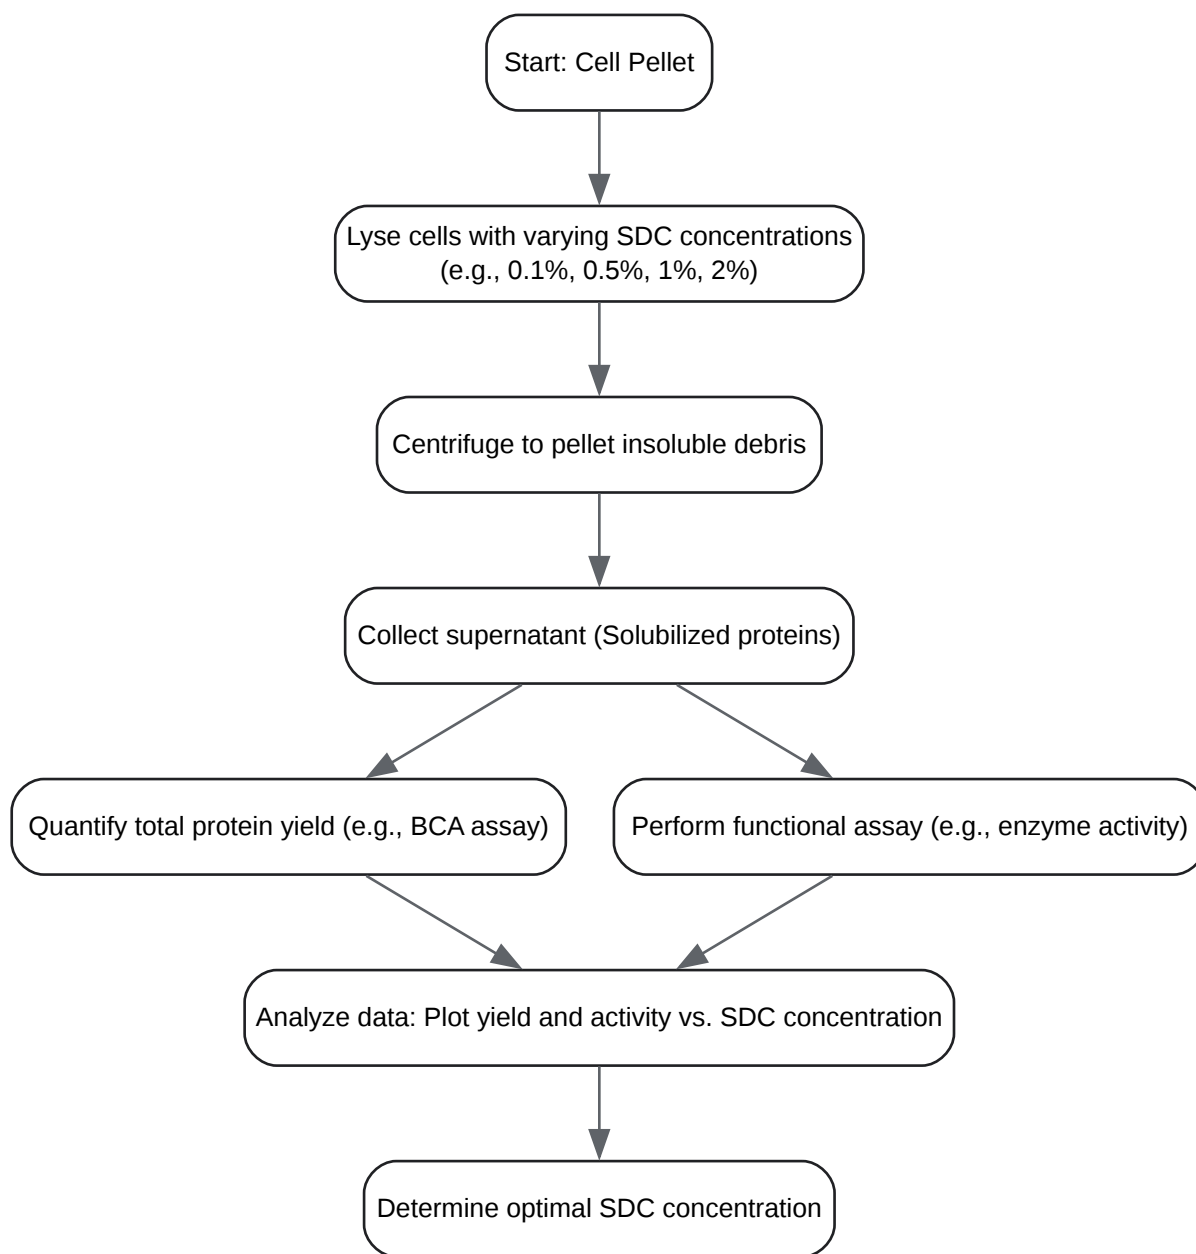 Start: Cell Pellet
Lyse cells with varying SDC concentrations
(e.g., 0.1%, 0.5%, 1%, 2%)
Centrifuge to pellet insoluble debris
Collect supernatant (Solubilized proteins)
Quantify total protein yield (e.g., BCA assay)
Perform functional assay (e.g., enzyme activity)
Analyze data: Plot yield and activity vs. SDC concentration
Determine optimal SDC concentration